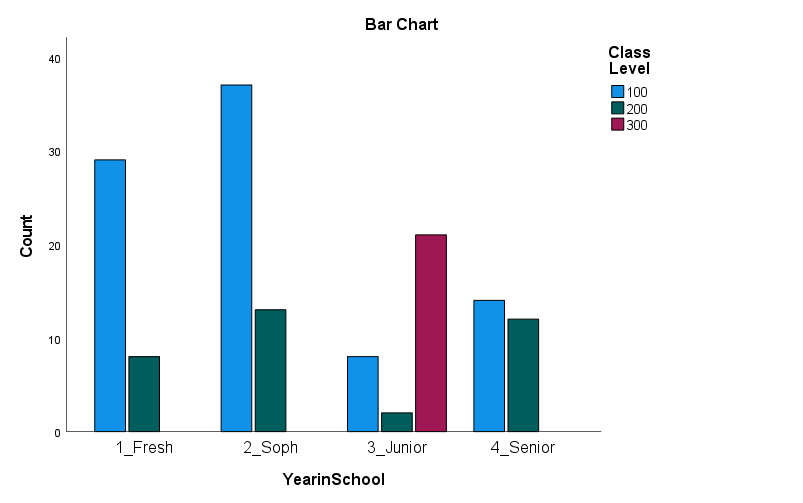 Bar Chart
Class
Level
100
200
300
40
30
20
10
0
Count
1_Fresh 2_Soph 3_Junior 4_Senior
YearinSchool